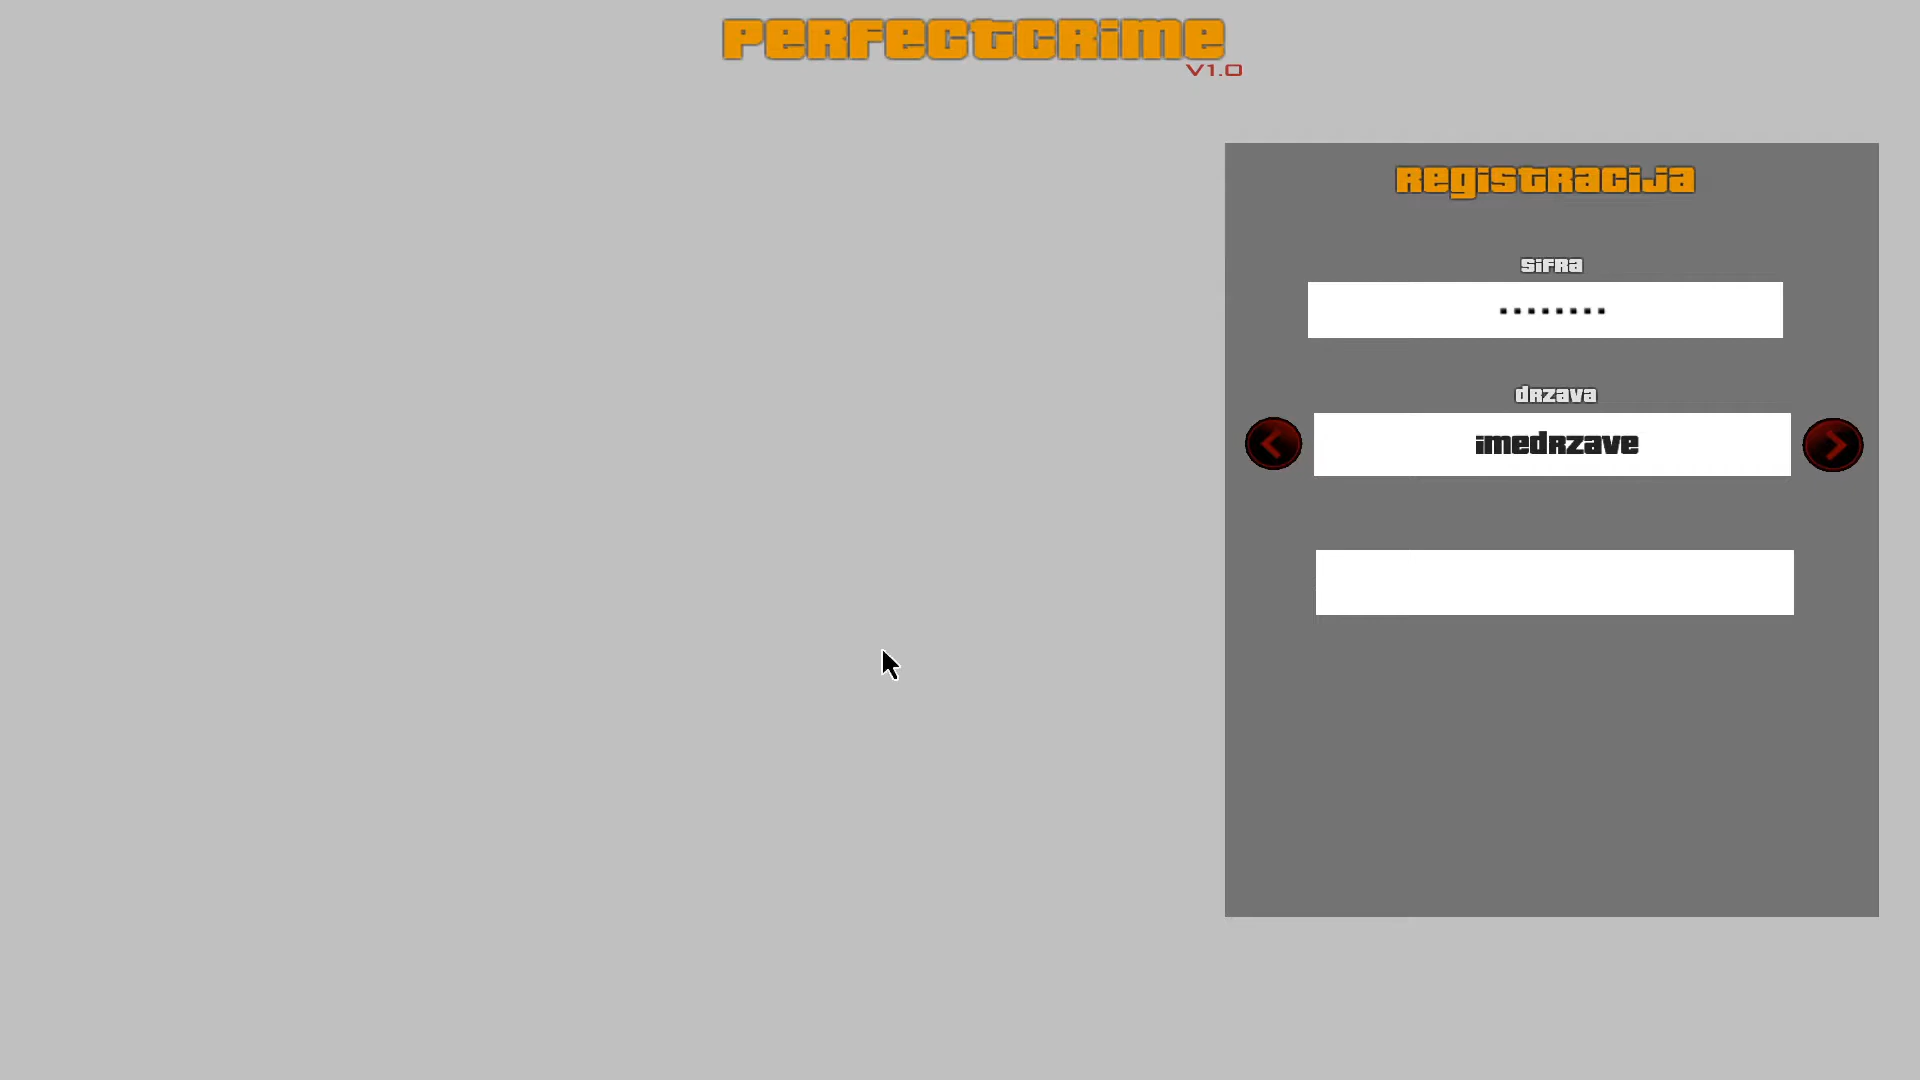 PERFECTCRIME
V1.0
Registracija
Sifra
........
Drzava
imeDrzave